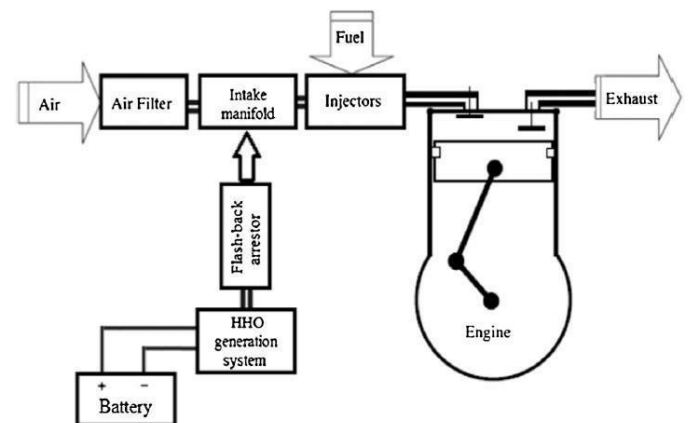 Fuel
Air
Air Filter
Intake
manifold
Injectors
Exhaust
Flash-back
arrestor
HHO
generation
system
Engine
+ −
Battery